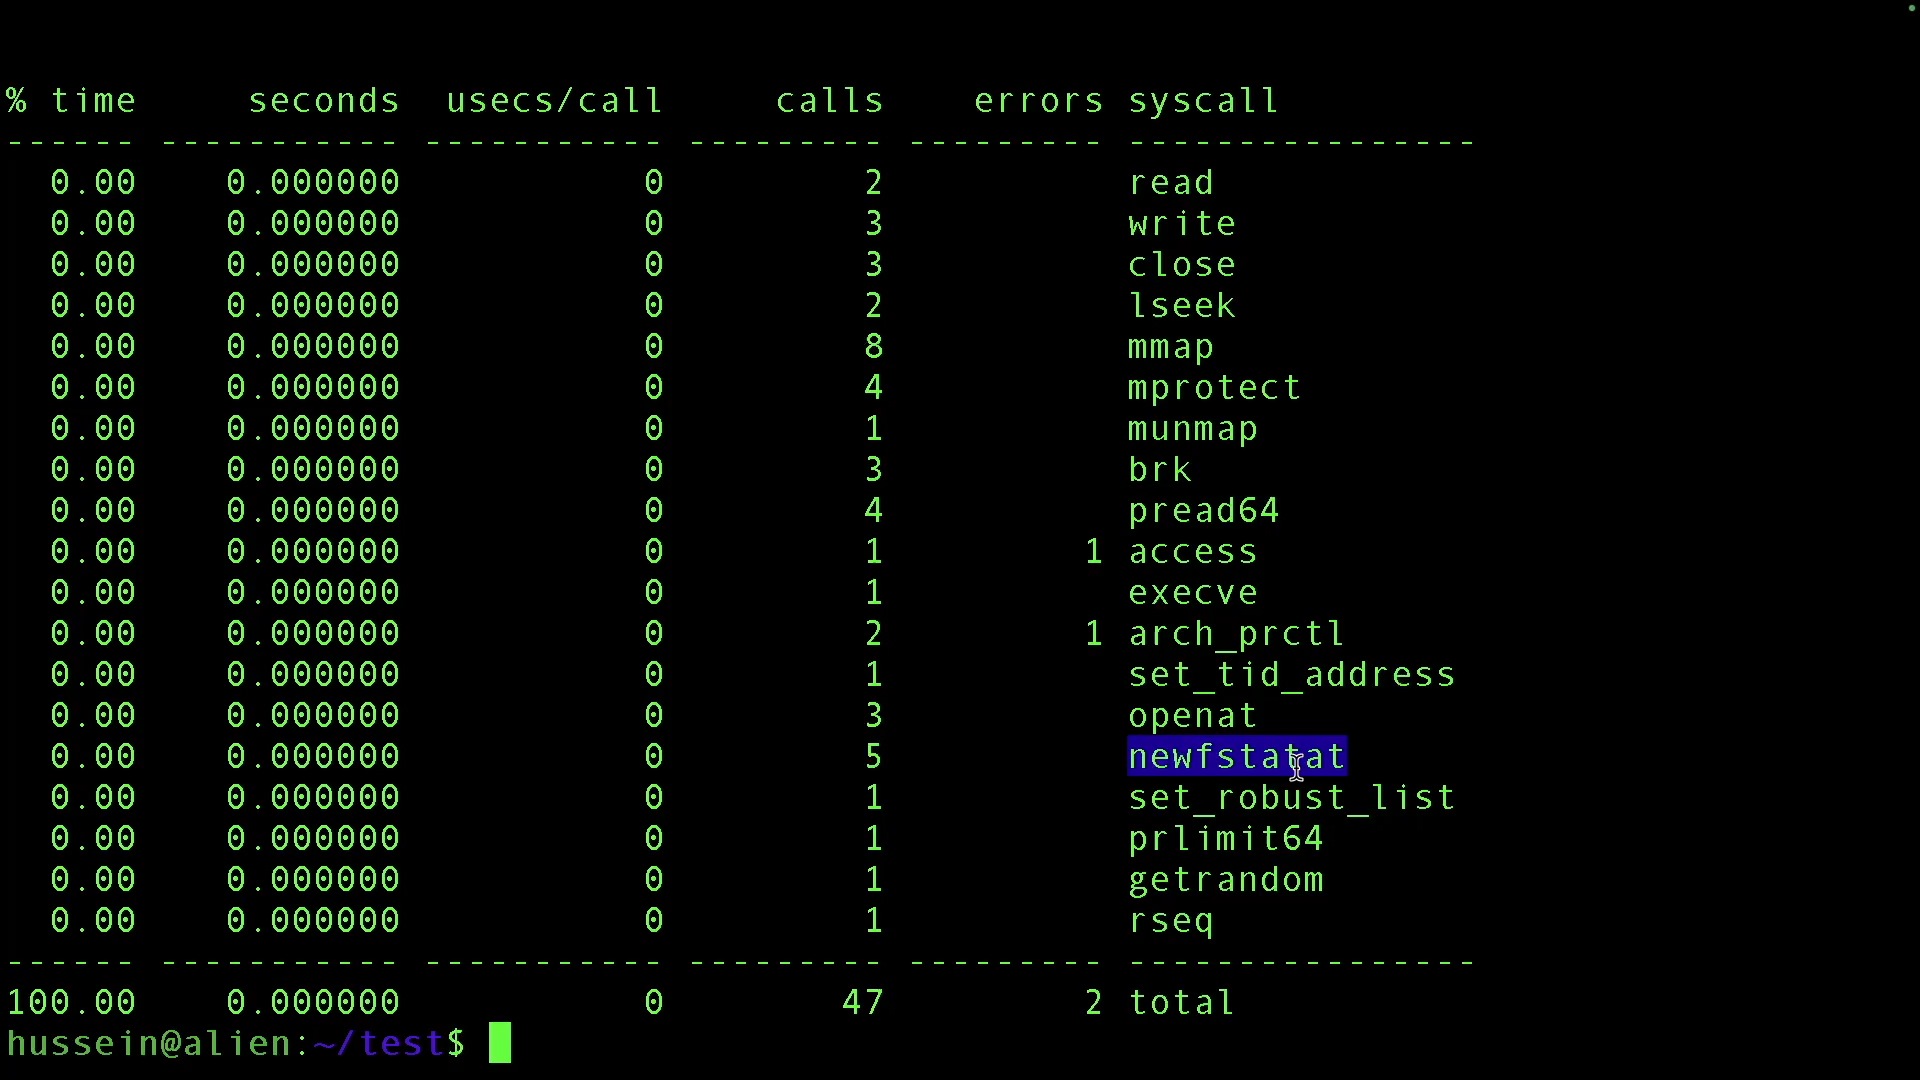 % time     seconds  usecs/call     calls    errors syscall
------ ----------- ----------- --------- --------- ----------------
  0.00    0.000000           0         2           read
  0.00    0.000000           0         3           write
  0.00    0.000000           0         3           close
  0.00    0.000000           0         2           lseek
  0.00    0.000000           0         8           mmap
  0.00    0.000000           0         4           mprotect
  0.00    0.000000           0         1           munmap
  0.00    0.000000           0         3           brk
  0.00    0.000000           0         4           pread64
  0.00    0.000000           0         1         1 access
  0.00    0.000000           0         1           execve
  0.00    0.000000           0         2         1 arch_prctl
  0.00    0.000000           0         1           set_tid_address
  0.00    0.000000           0         3           openat
  0.00    0.000000           0         5           newfstatat
  0.00    0.000000           0         1           set_robust_list
  0.00    0.000000           0         1           prlimit64
  0.00    0.000000           0         1           getrandom
  0.00    0.000000           0         1           rseq
------ ----------- ----------- --------- --------- ----------------
100.00    0.000000           0        47         2 total
hussein@alien:~/test$